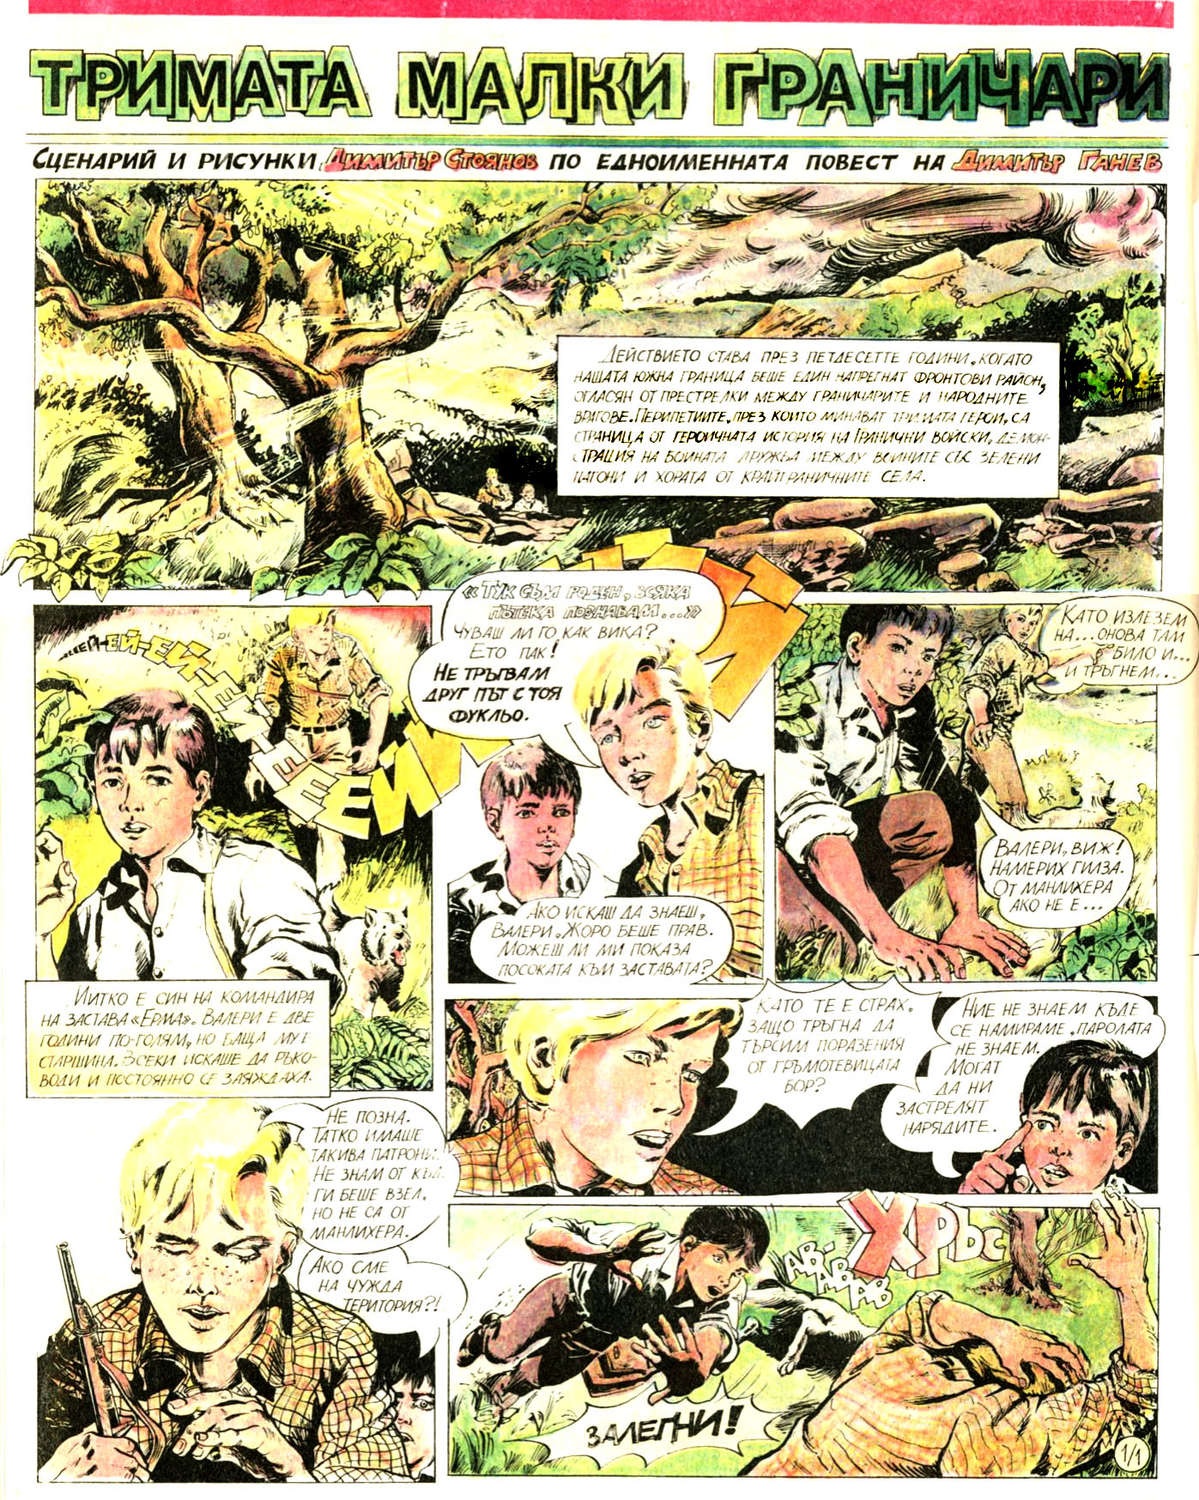 ТРИМАТА МАЛКИ ГРАНИЧАРИ
СЦЕНАРИЙ И РИСУНКИ: ДИМИТЪР СТОЯНОВ ПО ЕДНОИМЕННАТА ПОВЕСТ НА ДИМИТЪР ГАНЕВ
ДЕЙСТВИЕТО СТАВА ПРЕЗ ПЕТДЕСЕТТЕ ГОДИНИ, КОГАТО
НАШАТА ЮЖНА ГРАНИЦА БЕШЕ ЕДИН НАГРЕГНАТ ФРОНТОВИ РАЙОН,
ОГЛАСЯН ОТ ПРЕСТРЕЛКИ МЕЖДУ ГРАНИЧАРИТЕ И НАРОДНИТЕ
ВРАГОВЕ. ПЕРИПЕТИИТЕ, ПРЕЗ КОИТО МИНАВАТ ТРИМАТА ГЕРОИ, СА
СТРАНИЦА ОТ ГЕРОИЧНАТА ИСТОРИЯ НА ГРАНИЧНИ ВОЙСКИ, ДЕМОН-
СТРАЦИЯ НА БОЙНАТА ДРУЖБА МЕЖДУ ВОИНИТЕ СЪС ЗЕЛЕНИ
ПАГОНИ И ХОРАТА ОТ КРАЙГРАНИЧНИТЕ СЕЛА.
«ТУК СЪМ РОДЕН, ВСЯКА
ПЪТЕКА ПОЗНАВАМ...»
ЧУВАШ ЛИ ГО, КАК ВИКА?
ЕТО ПАК!
НЕ ТРЪГВАМ
ДРУГ ПЪТ С ТОЯ
ФУКЛЬО.
АКО ИСКАШ ДА ЗНАЕШ,
ВАЛЕРИ, ЖОРО БЕШЕ ПРАВ.
МОЖЕШ ЛИ МИ ПОКАЗА
ПОСОКАТА КЪМ ЗАСТАВАТА?
КАТО ИЗЛЕЗЕМ
НА...ОНОВА ТАМ
БИЛО И...
И ТРЪГНЕМ...
ВАЛЕРИ, ВИЖ!
НАМЕРИХ ГИЛЗА.
ОТ МАНЛИХЕРА
АКО НЕ Е...
МИТКО Е СИН НА КОМАНДИРА
НА ЗАСТАВА «ЕРМА». ВАЛЕРИ Е ДВЕ
ГОДИНИ ПО-ГОЛЯМ, НО БАЩА МУ Е
СТАРШИНА. ВСЕКИ ИСКАШЕ ДА РЪКО-
ВОДИ И ПОСТОЯННО СЕ ЗАЯЖДАХА.
НЕ ПОЗНА.
ТАТКО ИМАШЕ
ТАКИВА ПАТРОНИ.
НЕ ЗНАМ ОТ КЪДЕ
ГИ БЕШЕ ВЗЕЛ,
НО НЕ СА ОТ
МАНЛИХЕРА.
АКО СМЕ
НА ЧУЖДА
ТЕРИТОРИЯ?!
КАТО ТЕ Е СТРАХ,
ЗАЩО ТРЪГНА ДА
ТЪРСИМ ПОРАЗЕНИЯ
ОТ ГРЪМОТЕВИЦАТА
БОР?
НИЕ НЕ ЗНАЕМ КЪДЕ
СЕ НАМИРАМЕ, ПАРОЛАТА
НЕ ЗНАЕМ.
МОГАТ
ДА НИ
ЗАСТРЕЛЯТ
НАРЯДИТЕ.
АВ-АВ-АВ-АВ
ХРЪС
ЗАЛЕГНИ!
1/1